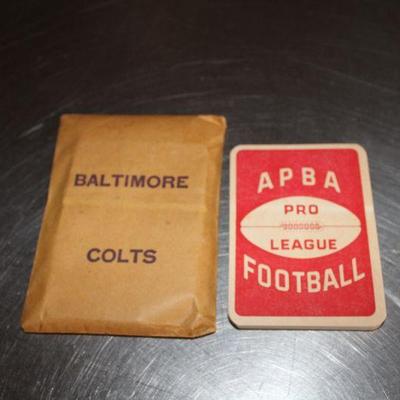 BALTIMORE
COLTS
APBA
PRO
LEAGUE
FOOTBALL